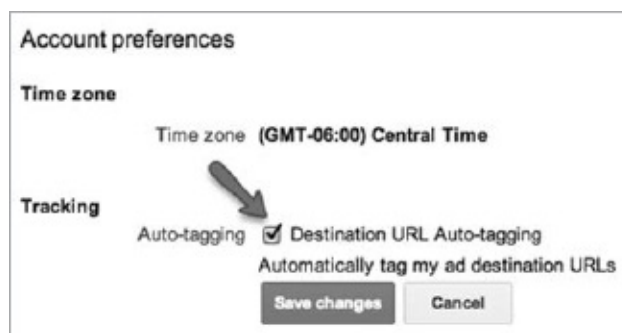 Account preferences
Time zone
Time zone (GMT-06:00) Central Time
Tracking
Auto-tagging Destination URL Auto-tagging
Automatically tag my ad destination URLs
Save changes Cancel